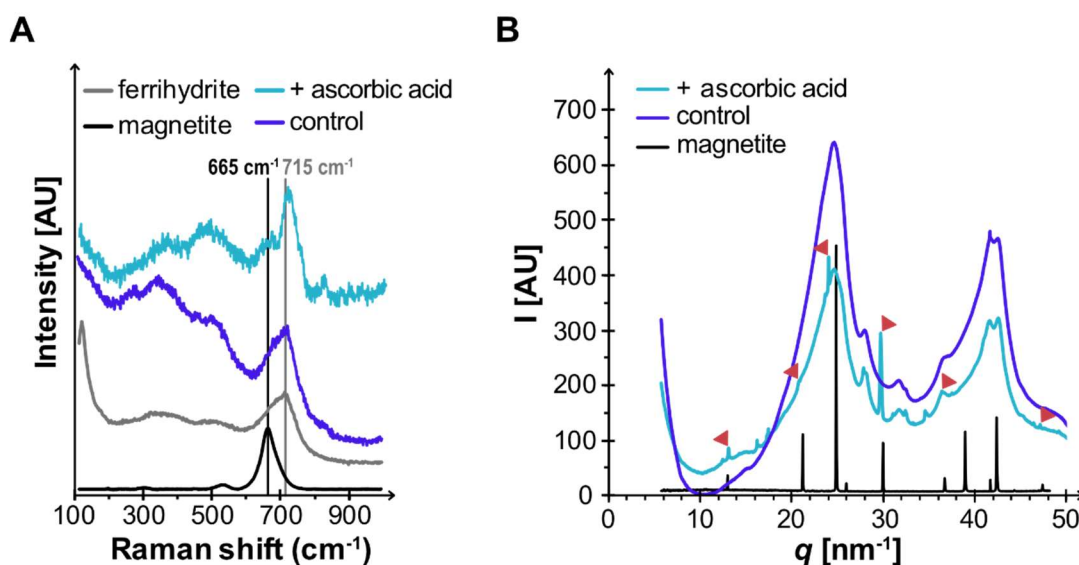 A
ferrihydrite
+ ascorbic acid
magnetite
control
665 cm-1
715 cm-1
Intensity [AU]
100
300
500
700
900
Raman shift (cm-1)
B
+ ascorbic acid
control
magnetite
I [AU]
700
600
500
400
300
200
100
0
0
10
20
30
40
50
q [nm-1]